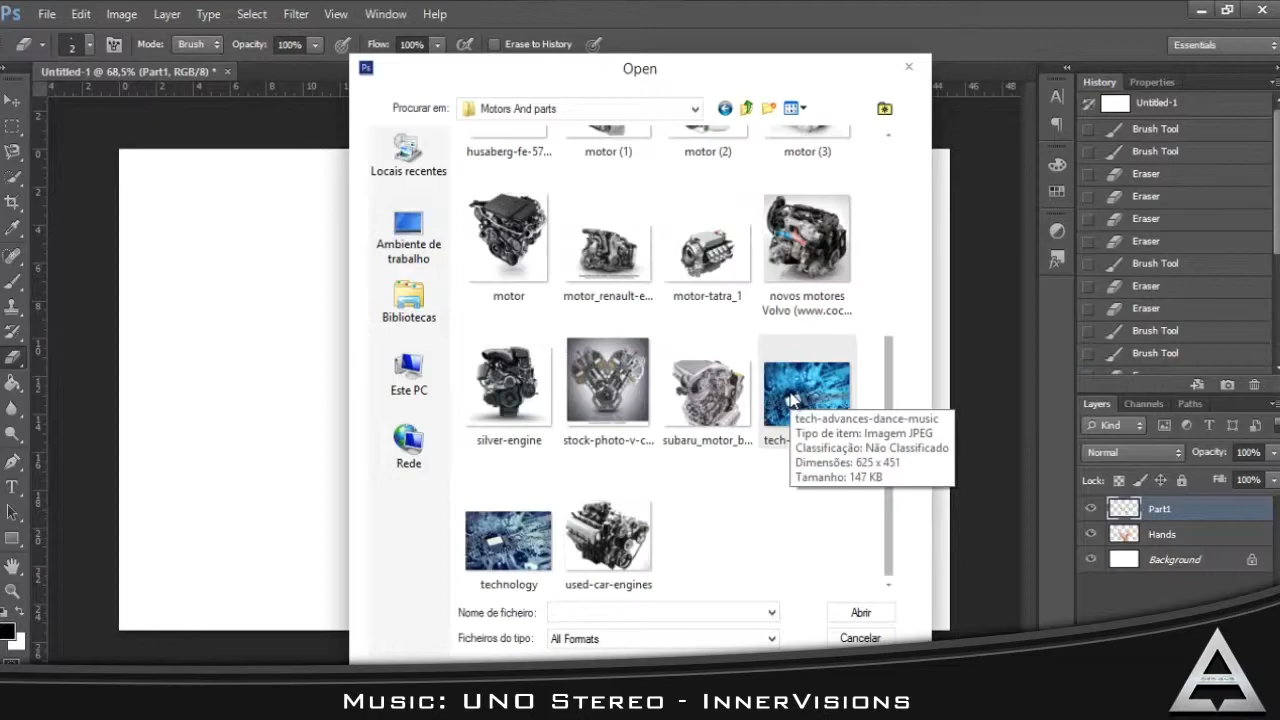 Ps File Edit Image Layer Type Select Filter View Window Help
2 Mode: Brush Opacity: 100% Flow: 100% Erase to History Essentials
Untitled-1 @ 68,5% (Part1, RGB/8) *
Open
Procurar em: Motors And parts
Locais recentes
Ambiente de
trabalho
Bibliotecas
Este PC
Rede
husaberg-fe-57... motor (1) motor (2) motor (3)
motor motor_renault-e... motor-tatra_1 novos motores
Volvo (www.coc...
silver-engine stock-photo-v-c... subaru_motor_b... tech-
tech-advances-dance-music
Tipo de item: Imagem JPEG
Classificação: Não Classificado
Dimensões: 625 x 451
Tamanho: 147 KB
technology used-car-engines
Nome de ficheiro: Abrir
Ficheiros do tipo: All Formats Cancelar
History Properties
Untitled-1
Brush Tool
Brush Tool
Eraser
Eraser
Eraser
Eraser
Brush Tool
Eraser
Eraser
Brush Tool
Brush Tool
Layers Channels Paths
Kind
Normal Opacity: 100%
Lock: Fill: 100%
Part1
Hands
Background
Music: UNO Stereo - InnerVisions